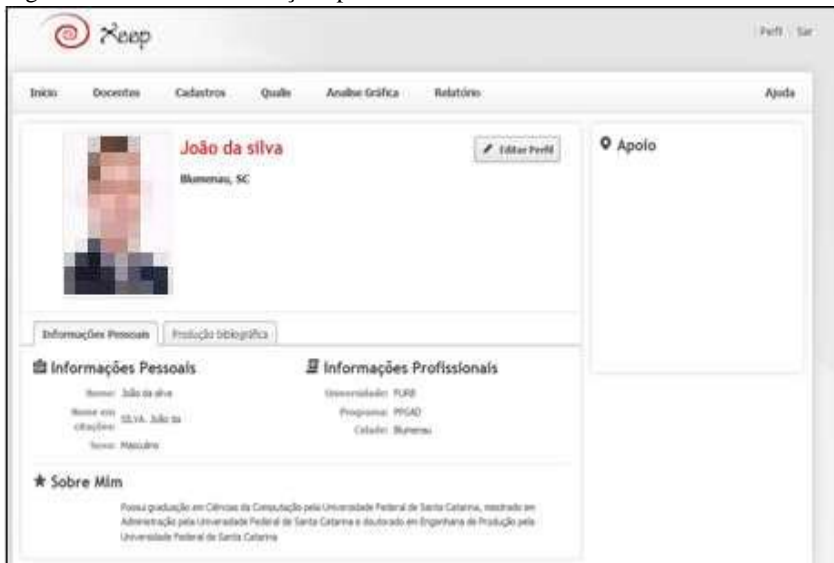 Xeep
Perfil Sair
Início Docentes Cadastros Qualis Analise Gráfica Relatório Ajuda
João da silva
Editar Perfil
Blumenau, SC
Apoio
Informações Pessoais Produção bibliográfica
Informações Pessoais
Informações Profissionais
Nome: João da silva
Universidade: FURB
Nome em citações: SILVA, João da
Programa: PPGAD
Sexo: Masculino
Cidade: Blumenau
Sobre Mim
Possui graduação em Ciências da Computação pela Universidade Federal de Santa Catarina, mestrado em
Administração pela Universidade Federal de Santa Catarina e doutorado em Engenharia de Produção pela
Universidade Federal de Santa Catarina